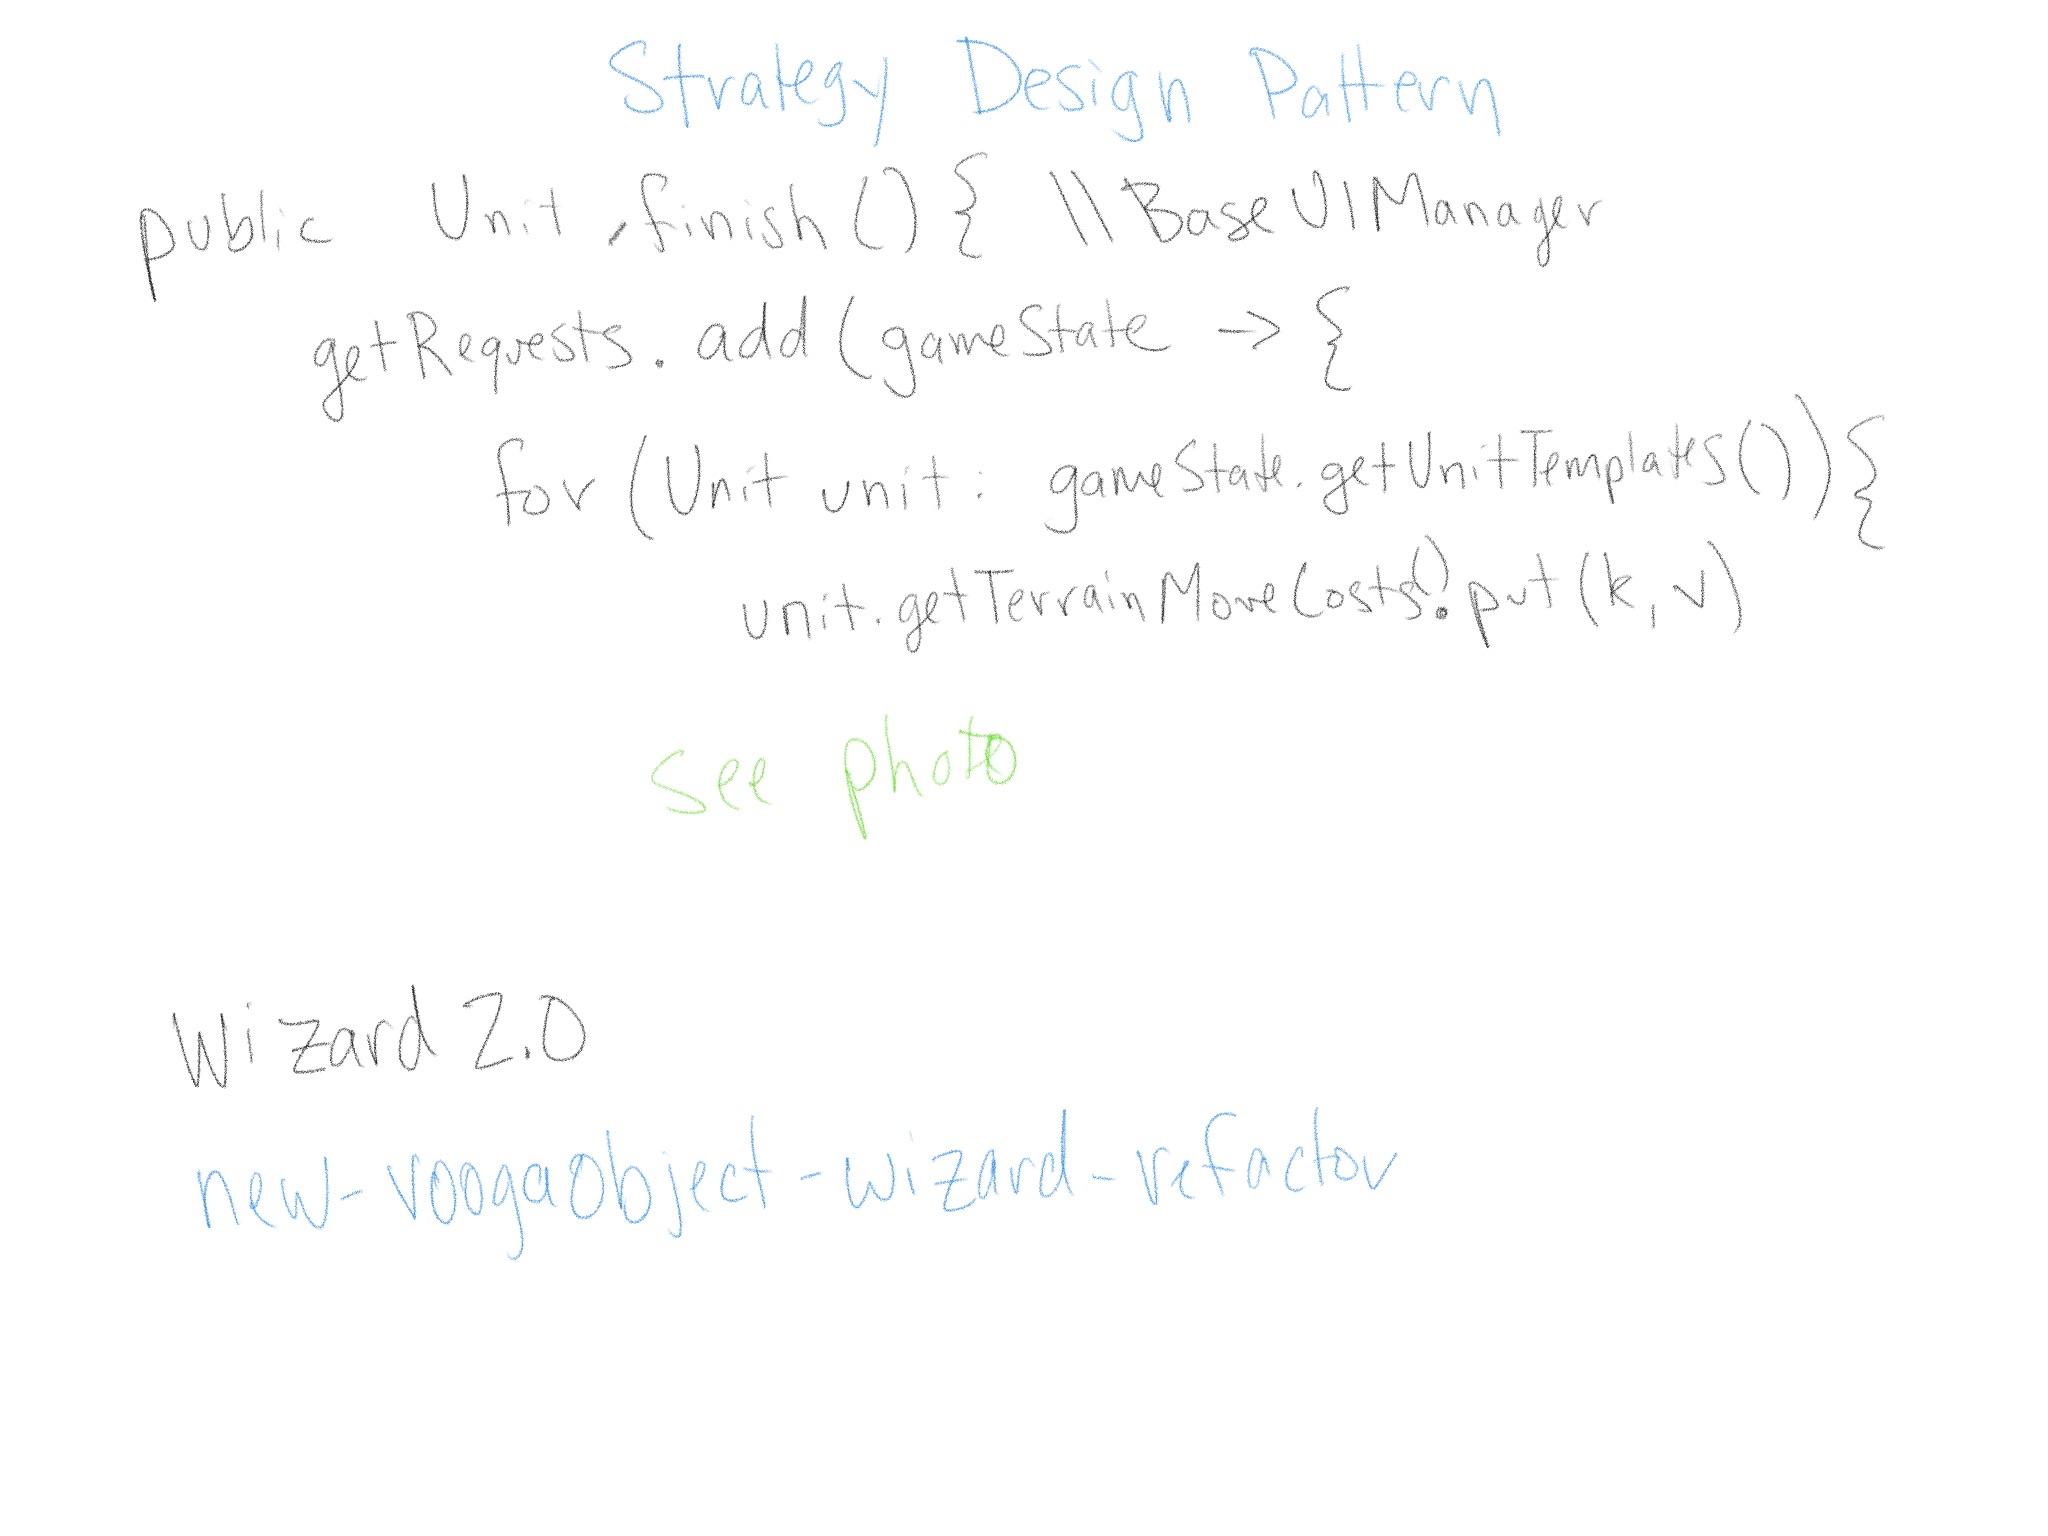 Strategy Design Pattern
public Unit finish () { \\BaseUIManager
getRequests. add (gameState -> {
for (Unit unit: gameState.getUnitTemplates()) {
unit.getTerrainMoveCosts().put (k, v)
see photo
Wizard 2.0
new-voogaObject-wizard-refactor